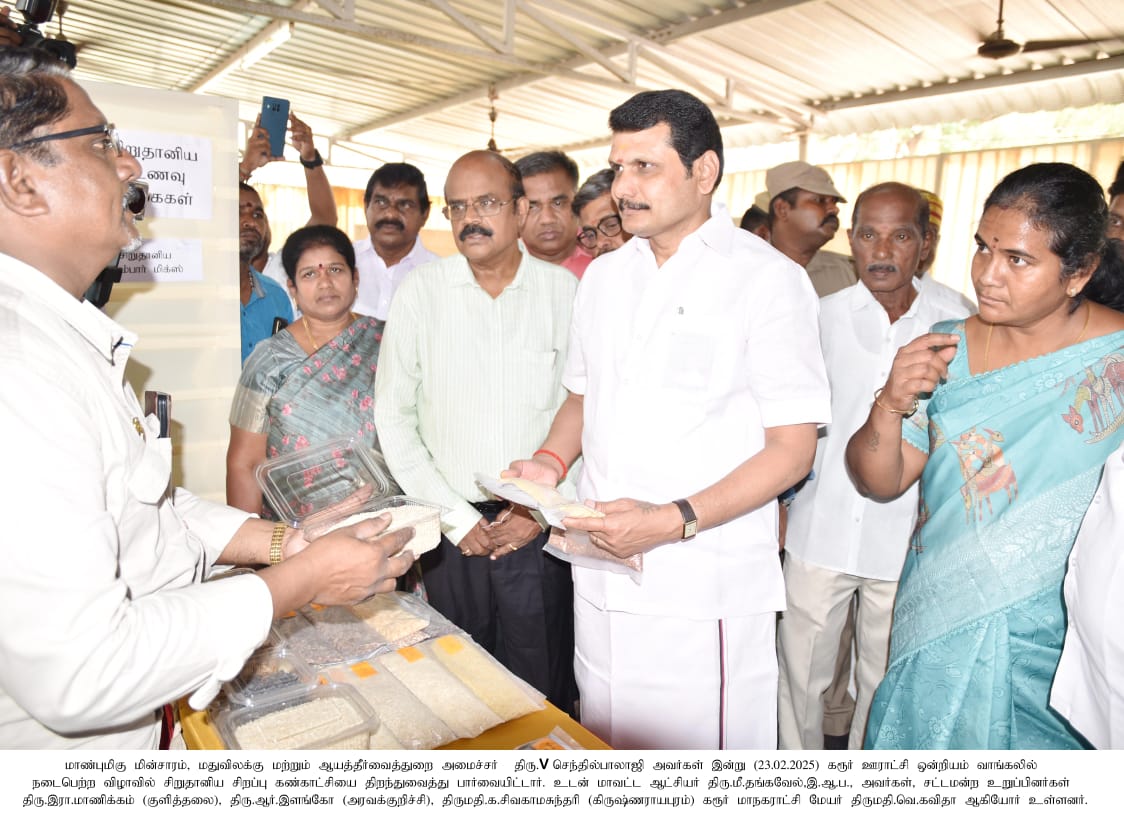 சிறுதானிய
உணவு
வகைகள்
சிறுதானிய
சாம்பார் மிக்ஸ்
மாண்புமிகு மின்சாரம், மதுவிலக்கு மற்றும் ஆயத்தீர்வைத்துறை அமைச்சர் திரு.V செந்தில்பாலாஜி அவர்கள் இன்று (23.02.2025) கரூர் ஊராட்சி ஒன்றியம் வாங்கலில்
நடைபெற்ற விழாவில் சிறுதானிய சிறப்பு கண்காட்சியை திறந்துவைத்து பார்வையிட்டார். உடன் மாவட்ட ஆட்சியர் திரு.மீ.தங்கவேல்.இ.ஆ.ப., அவர்கள், சட்டமன்ற உறுப்பினர்கள்
திரு.இரா.மாணிக்கம் (குளித்தலை), திரு.ஆர்.இளங்கோ (அரவக்குறிச்சி), திருமதி.க.சிவகாமசுந்தரி (கிருஷ்ணராயபுரம்) கரூர் மாநகராட்சி மேயர் திருமதி.வெ.கவிதா ஆகியோர் உள்ளனர்.